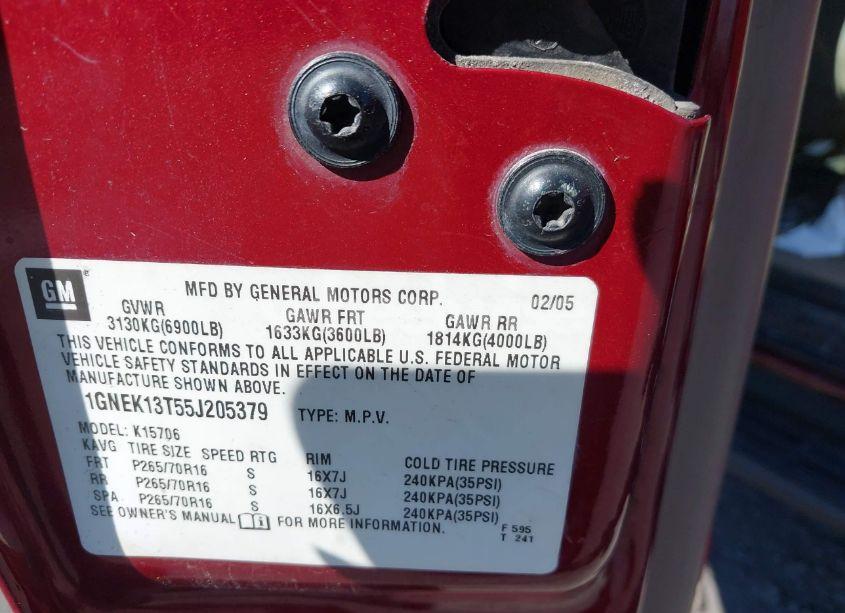 GM
MFD BY GENERAL MOTORS CORP. 02/05
GVWR GAWR FRT GAWR RR
3130KG(6900LB) 1633KG(3600LB) 1814KG(4000LB)
THIS VEHICLE CONFORMS TO ALL APPLICABLE U.S. FEDERAL MOTOR
VEHICLE SAFETY STANDARDS IN EFFECT ON THE DATE OF
MANUFACTURE SHOWN ABOVE.
1GNEK13T55J205379 TYPE: M.P.V.
MODEL: K15706
KAVG TIRE SIZE SPEED RTG RIM COLD TIRE PRESSURE
FRT P265/70R16 S 16X7J 240KPA(35PSI)
RR P265/70R16 S 16X7J 240KPA(35PSI)
SPA P265/70R16 S 16X6.5J 240KPA(35PSI)
SEE OWNER'S MANUAL FOR MORE INFORMATION.
F 595
T 241